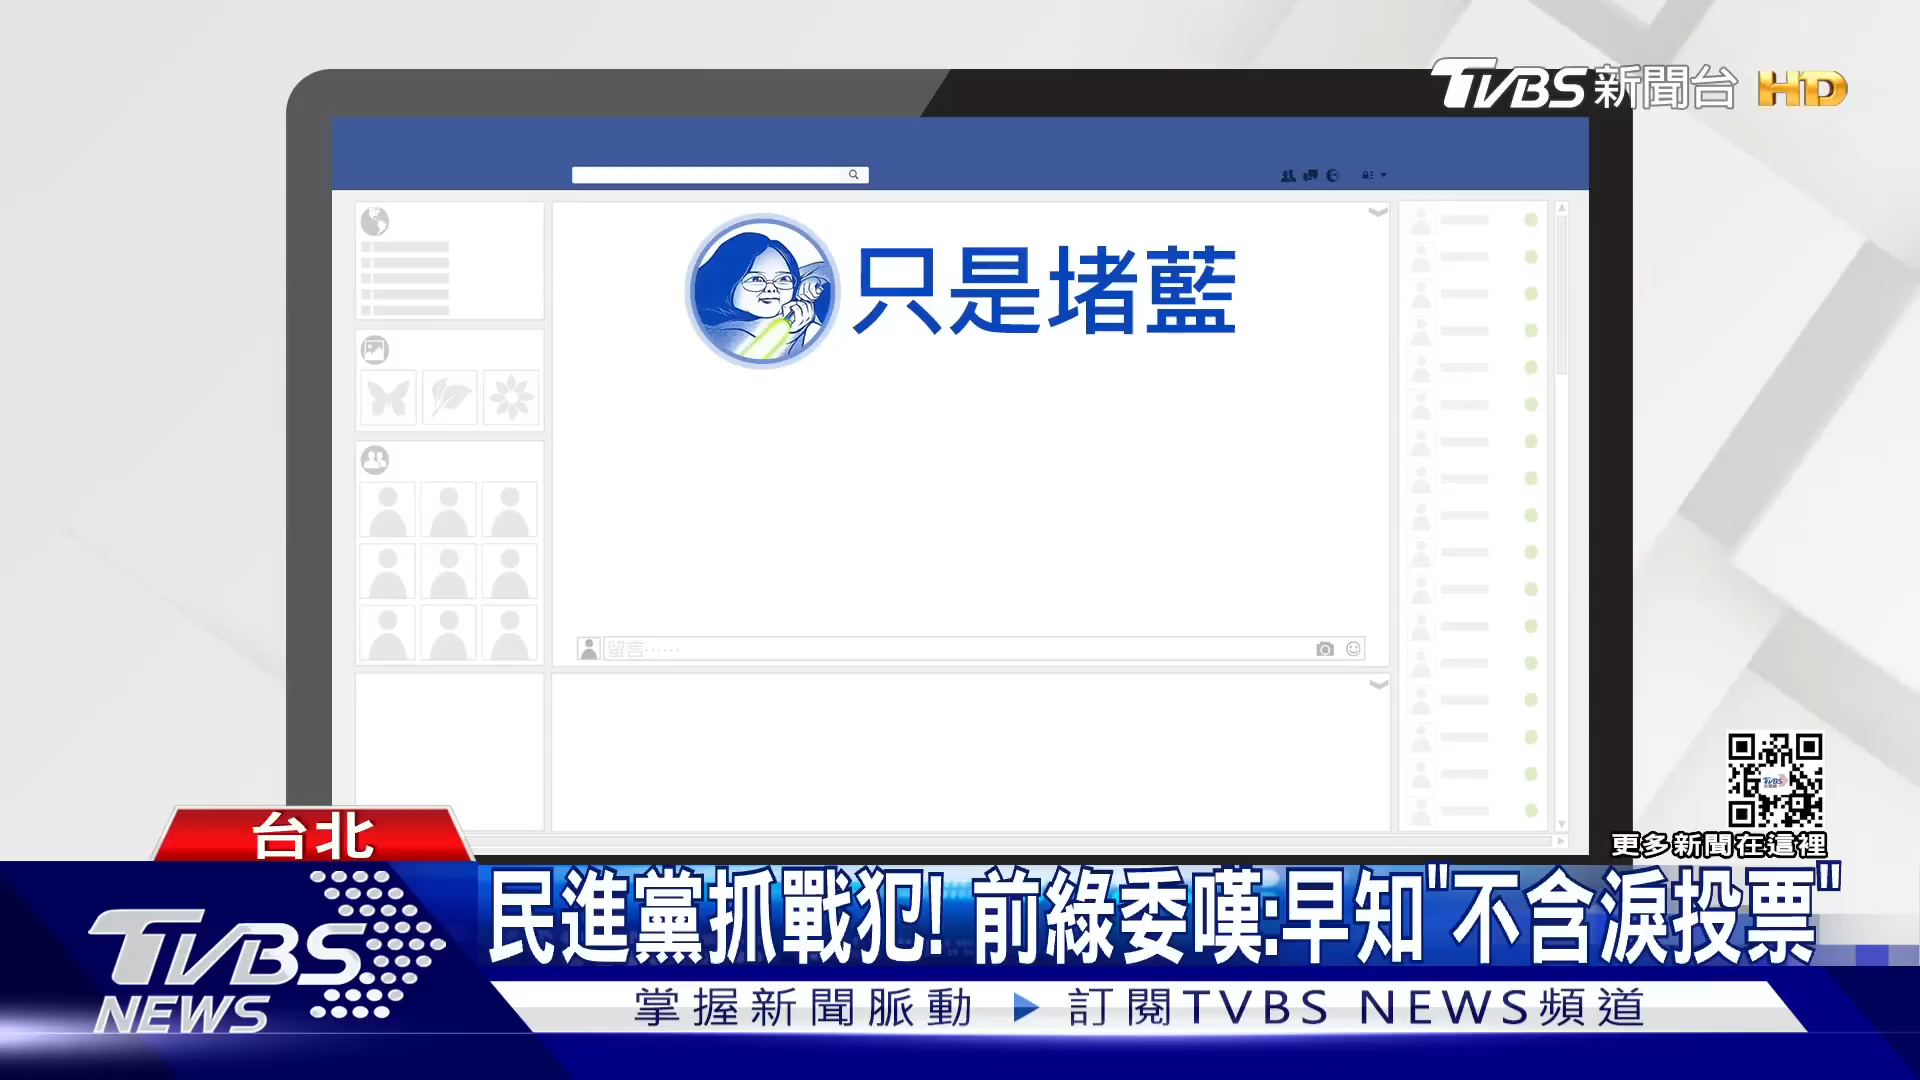 TVBS新聞台 HD
只是堵藍
留言······
TVBS
更多新聞在這裡
台北
民進黨抓戰犯! 前綠委嘆:早知"不含淚投票"
TVBS
NEWS
掌握新聞脈動 ▶ 訂閱TVBS NEWS頻道